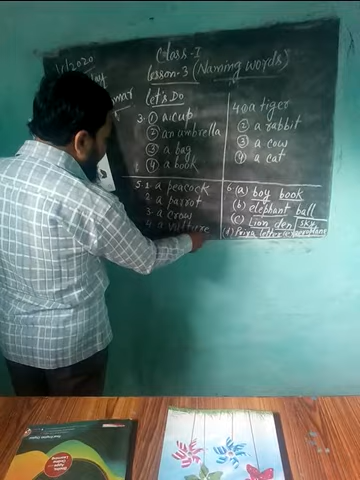 1/2020
Class-I
Lesson-3 (Naming words)
Let's Do
3. ① a cup
② an umbrella
③ a bag
④ a book
4. ① a tiger
② a rabbit
③ a cow
④ a cat
5. 1. a peacock
2. a parrot
3. a crow
4. a vulture
6. (a) boy book
(b) elephant ball
(c) Lion den sky
(d) Priya letter aeroplane